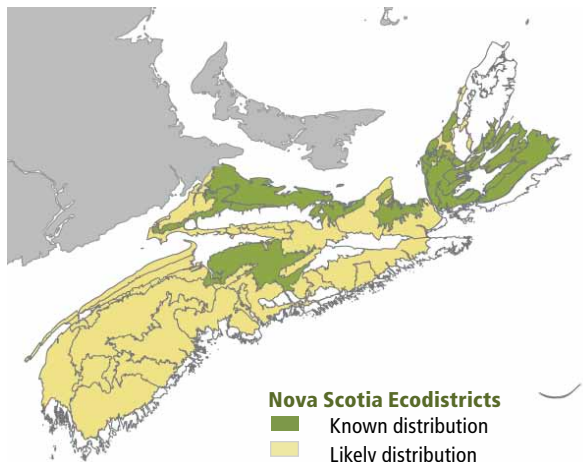 Nova Scotia Ecodistricts
Known distribution
Likely distribution